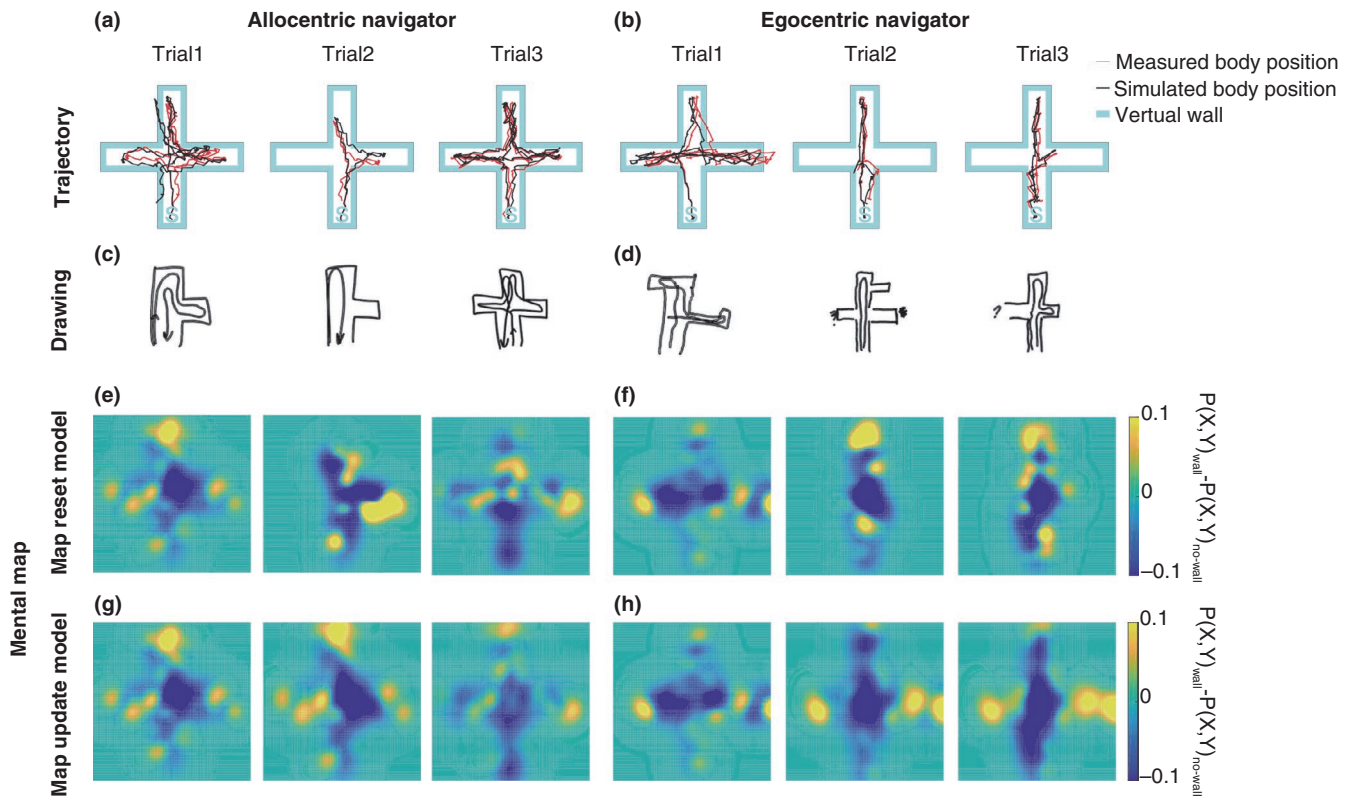 (a) Allocentric navigator (b) Egocentric navigator
Trial1 Trial2 Trial3 Trial1 Trial2 Trial3
Measured body position
Simulated body position
Vertual wall
Trajectory
S S S S S S
(c) (d)
Drawing
? ?
Mental map
(e) (f)
Map reset model
0.1
0
–0.1
P(X,Y)wall-P(X,Y)no-wall
(g) (h)
Map update model
0.1
0
–0.1
P(X,Y)wall-P(X,Y)no-wall